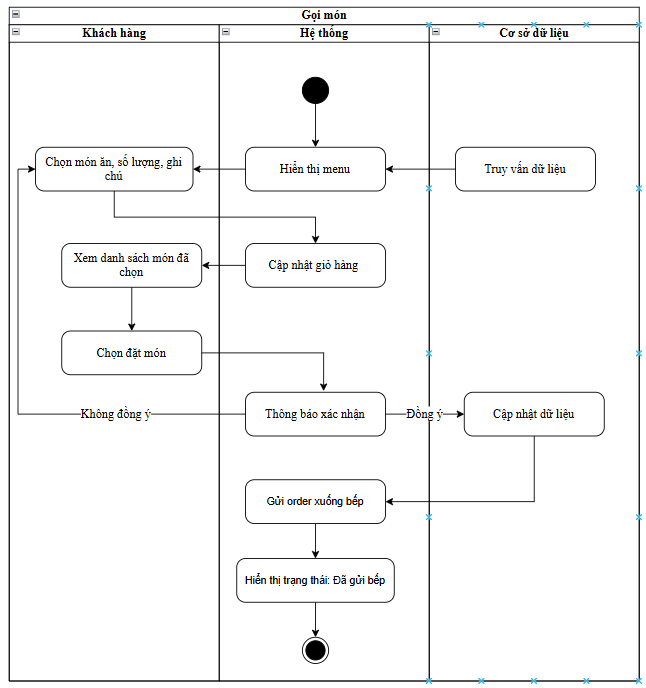 Gọi món
Khách hàng
Hệ thống
Cơ sở dữ liệu
Chọn món ăn, số lượng, ghi
chú
Hiển thị menu
Truy vấn dữ liệu
Xem danh sách món đã
chọn
Cập nhật giỏ hàng
Chọn đặt món
Không đồng ý
Thông báo xác nhận
Đồng ý
Cập nhật dữ liệu
Gửi order xuống bếp
Hiển thị trạng thái: Đã gửi bếp